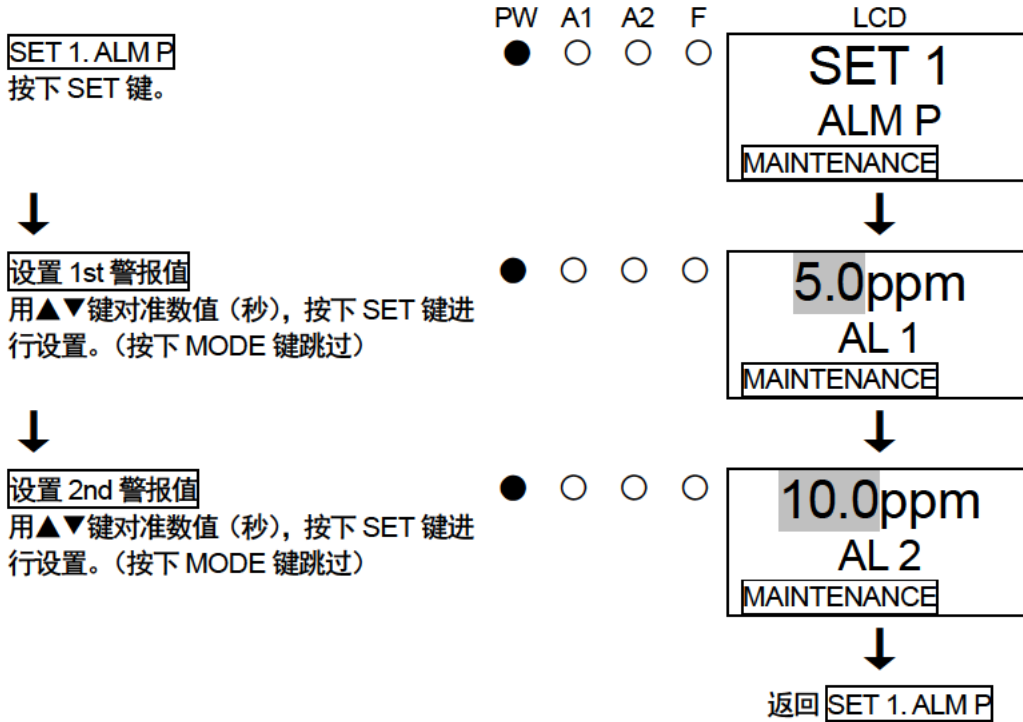 PW A1 A2 F LCD
SET 1. ALM P
按下 SET 键。
SET 1
ALM P
MAINTENANCE
设置 1st 警报值
用▲▼键对准数值（秒），按下 SET 键进
行设置。（按下 MODE 键跳过）
5.0ppm
AL 1
MAINTENANCE
设置 2nd 警报值
用▲▼键对准数值（秒），按下 SET 键进
行设置。（按下 MODE 键跳过）
10.0ppm
AL 2
MAINTENANCE
返回 SET 1. ALM P